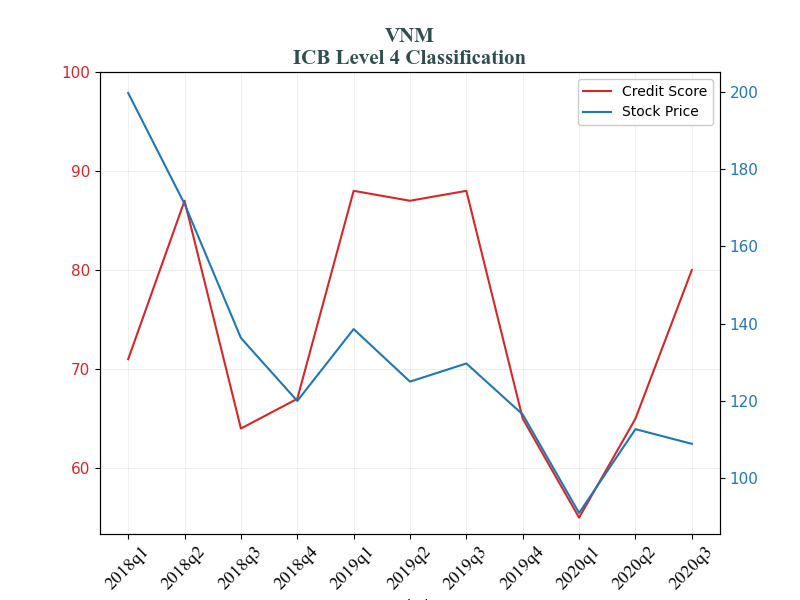 VNM
ICB Level 4 Classification
Credit Score
Stock Price
100
90
80
70
60
200
180
160
140
120
100
2018q1
2018q2
2018q3
2018q4
2019q1
2019q2
2019q3
2019q4
2020q1
2020q2
2020q3